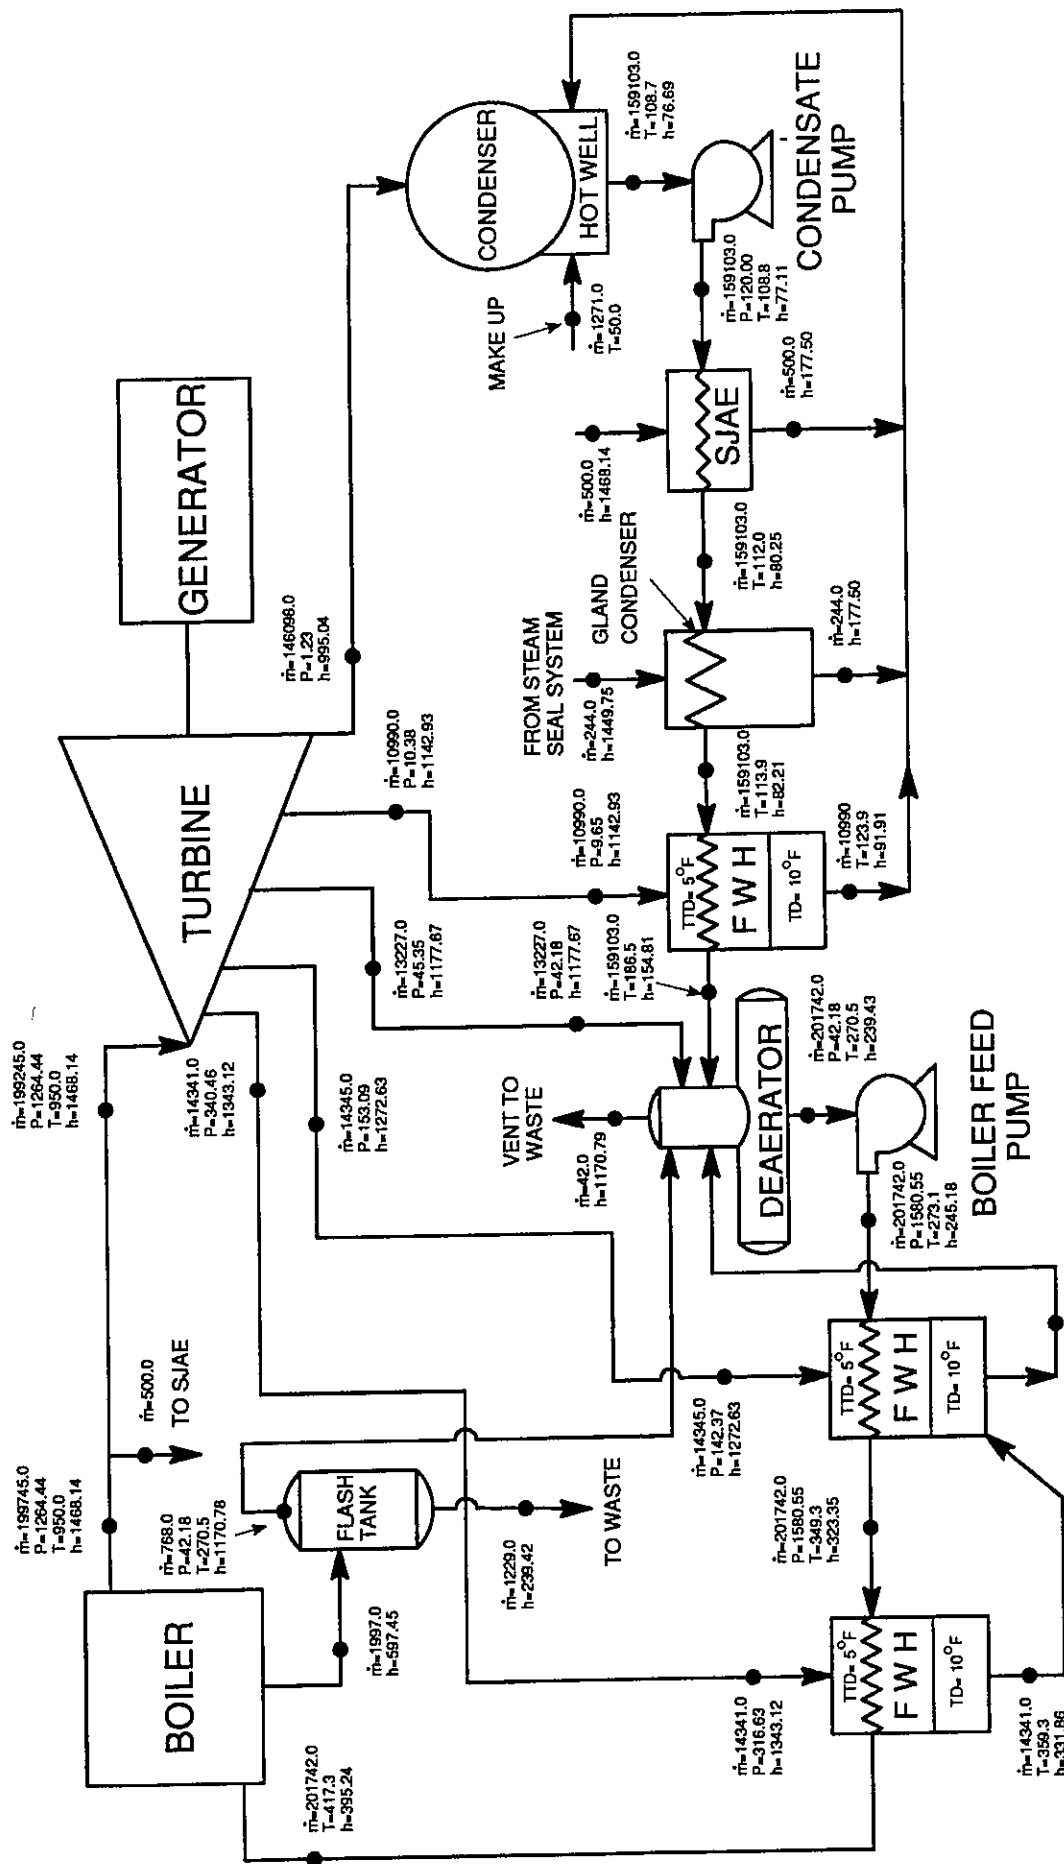 BOILER
ṁ=199745.0
P=1264.44
T=950.0
h=1468.14
ṁ=500.0
TO SJAE
ṁ=199245.0
P=1264.44
T=950.0
h=1468.14
TURBINE
GENERATOR
ṁ=146098.0
P=1.23
h=995.04
CONDENSER
HOT WELL
MAKE UP
ṁ=1271.0
T=50.0
ṁ=159103.0
T=108.7
h=76.69
CONDENSATE
PUMP
ṁ=159103.0
P=120.00
T=108.8
h=77.11
ṁ=500.0
h=1468.14
SJAE
ṁ=500.0
h=177.50
ṁ=159103.0
T=112.0
h=80.25
GLAND
CONDENSER
FROM STEAM
SEAL SYSTEM
ṁ=244.0
h=1449.75
ṁ=244.0
h=177.50
ṁ=159103.0
T=113.9
h=82.21
ṁ=10990.0
P=10.38
h=1142.93
ṁ=10990.0
P=9.65
h=1142.93
TTD= 5°F
F W H
TD= 10°F
ṁ=10990
T=123.9
h=91.91
ṁ=159103.0
T=186.5
h=154.81
ṁ=13227.0
P=45.35
h=1177.67
ṁ=13227.0
P=42.18
h=1177.67
VENT TO
WASTE
ṁ=42.0
h=1170.79
DEAERATOR
ṁ=201742.0
P=42.18
T=270.5
h=239.43
BOILER FEED
PUMP
ṁ=201742.0
P=1580.55
T=273.1
h=245.18
ṁ=14345.0
P=153.09
h=1272.63
ṁ=14345.0
P=142.37
h=1272.63
TTD= 5°F
F W H
TD= 10°F
ṁ=201742.0
P=1580.55
T=349.3
h=323.35
ṁ=14341.0
P=340.46
h=1343.12
ṁ=14341.0
P=316.63
h=1343.12
TTD= 5°F
F W H
TD= 10°F
ṁ=14341.0
T=359.3
h=331.86
ṁ=201742.0
T=417.3
h=395.24
ṁ=1997.0
h=597.45
FLASH
TANK
ṁ=768.0
P=42.18
T=270.5
h=1170.78
ṁ=1229.0
h=239.42
TO WASTE